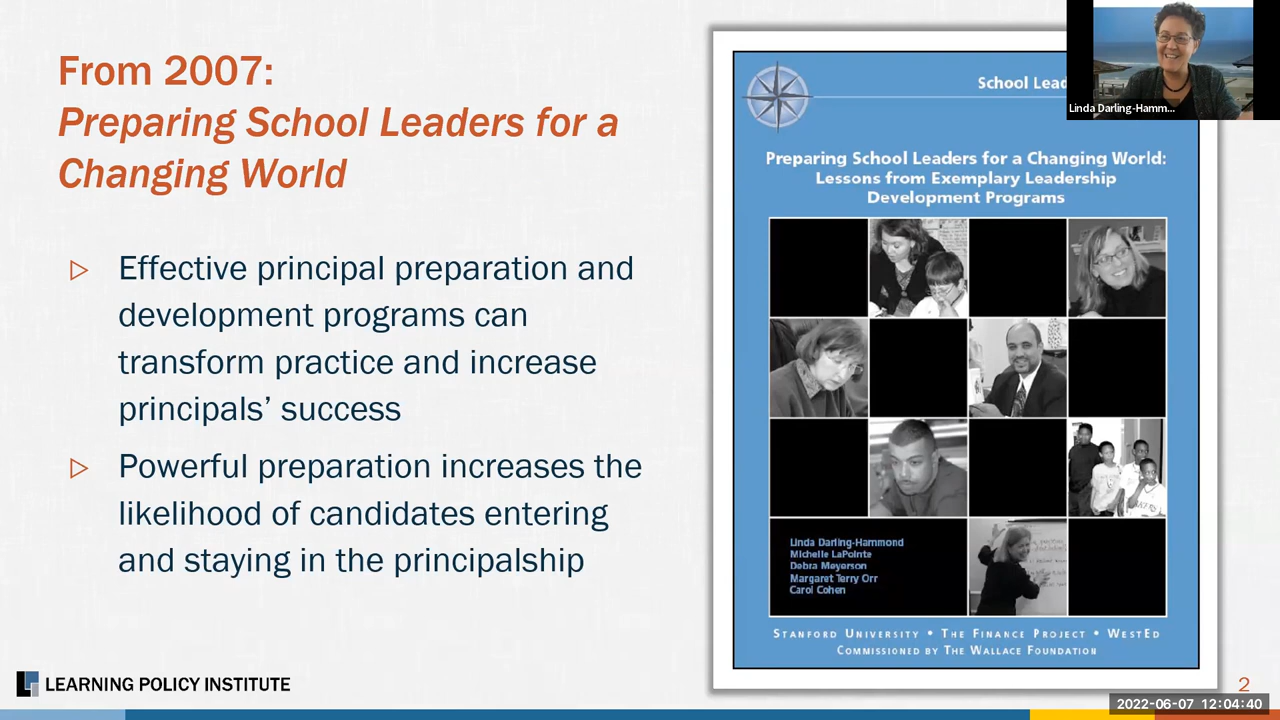 From 2007:
Preparing School Leaders for a
Changing World
▷ Effective principal preparation and
development programs can
transform practice and increase
principals’ success
▷ Powerful preparation increases the
likelihood of candidates entering
and staying in the principalship
LEARNING POLICY INSTITUTE
School
Preparing School Leaders for a Changing World:
Lessons from Exemplary Leadership
Development Programs
Linda Darling-Hammond
Michelle LaPointe
Debra Meyerson
Margaret Terry Orr
Carol Cohen
STANFORD UNIVERSITY • THE FINANCE PROJECT • WESTED
COMMISSIONED BY THE WALLACE FOUNDATION
Linda Darling-Hamm...
2
2022-06-07 12:04:40